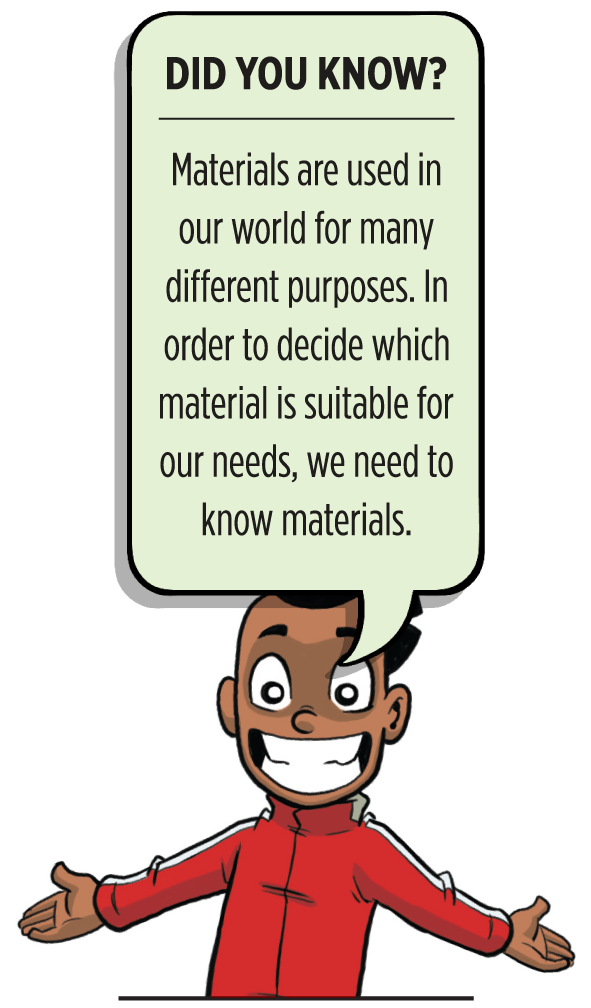 DID YOU KNOW?
Materials are used in
our world for many
different purposes. In
order to decide which
material is suitable for
our needs, we need to
know materials.